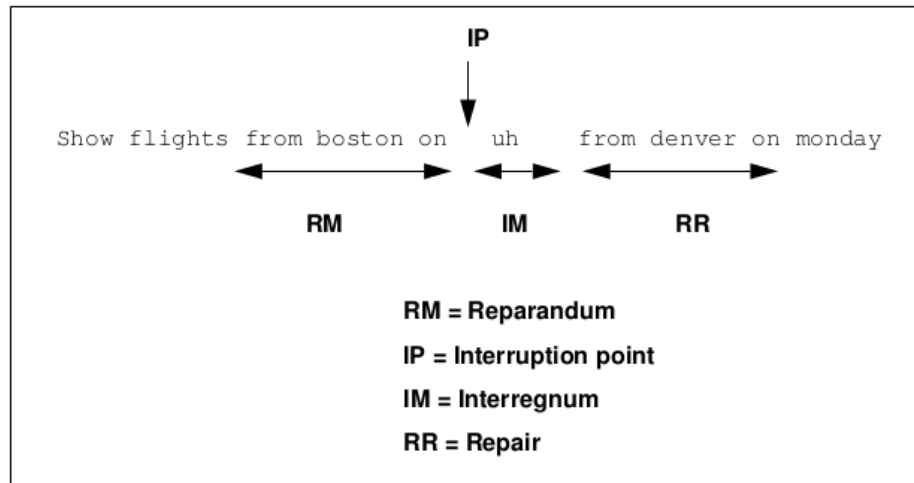 IP
Show flights from boston on uh from denver on monday
RM IM RR
RM = Reparandum
IP = Interruption point
IM = Interregnum
RR = Repair